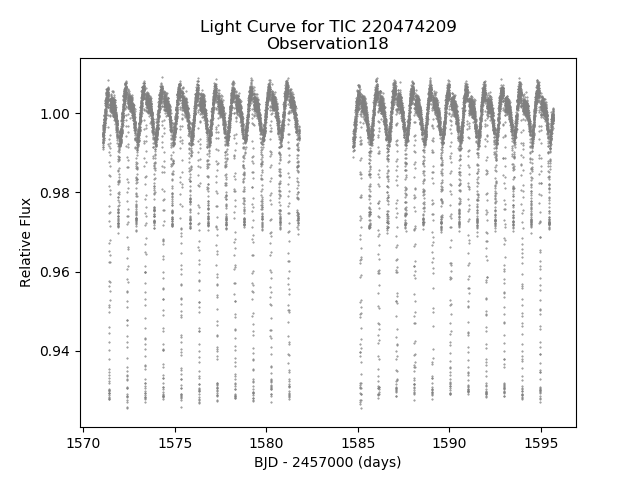 Light Curve for TIC 220474209
Observation18
1.00
0.98
0.96
0.94
Relative Flux
1570 1575 1580 1585 1590 1595
BJD - 2457000 (days)